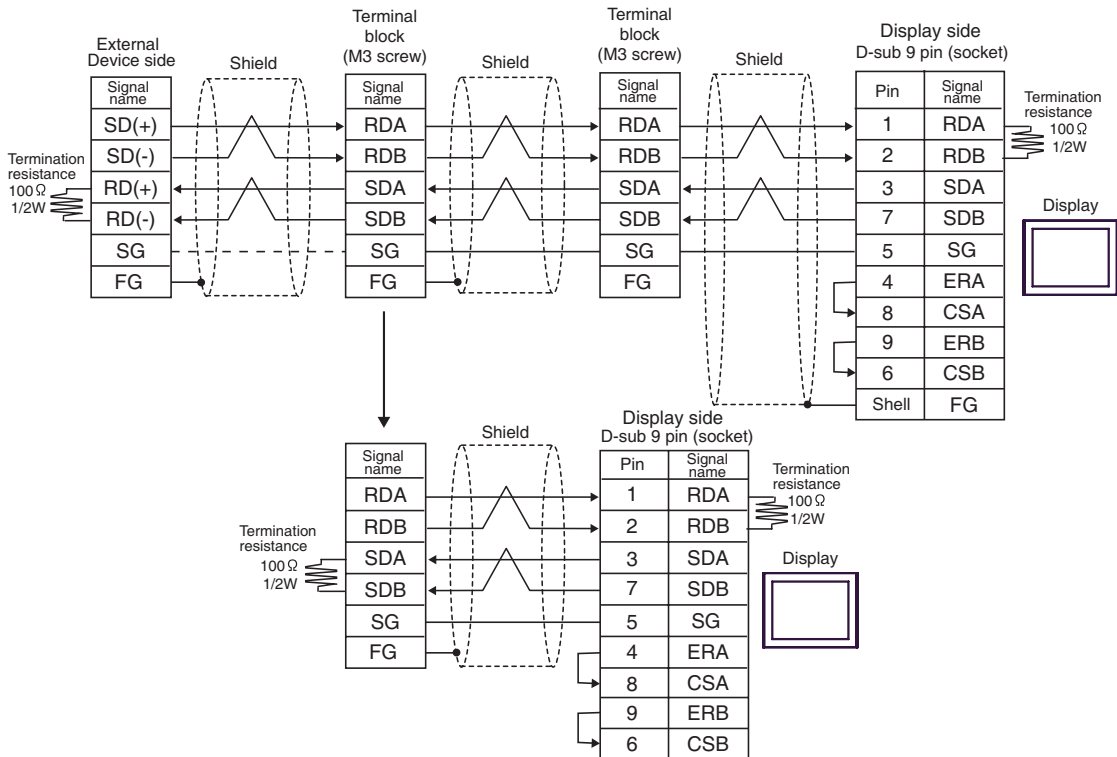 External
Device side
Signal
name
SD(+)
SD(-)
RD(+)
RD(-)
SG
FG
Termination
resistance
100Ω
1/2W
Shield
Terminal
block
(M3 screw)
Signal
name
RDA
RDB
SDA
SDB
SG
FG
Shield
Terminal
block
(M3 screw)
Signal
name
RDA
RDB
SDA
SDB
SG
FG
Shield
Display side
D-sub 9 pin (socket)
Pin Signal name
1 RDA
2 RDB
3 SDA
7 SDB
5 SG
4 ERA
8 CSA
9 ERB
6 CSB
Shell FG
Termination
resistance
100Ω
1/2W
Display
Signal
name
RDA
RDB
SDA
SDB
SG
FG
Termination
resistance
100Ω
1/2W
Shield
Display side
D-sub 9 pin (socket)
Pin Signal name
1 RDA
2 RDB
3 SDA
7 SDB
5 SG
4 ERA
8 CSA
9 ERB
6 CSB
Termination
resistance
100Ω
1/2W
Display